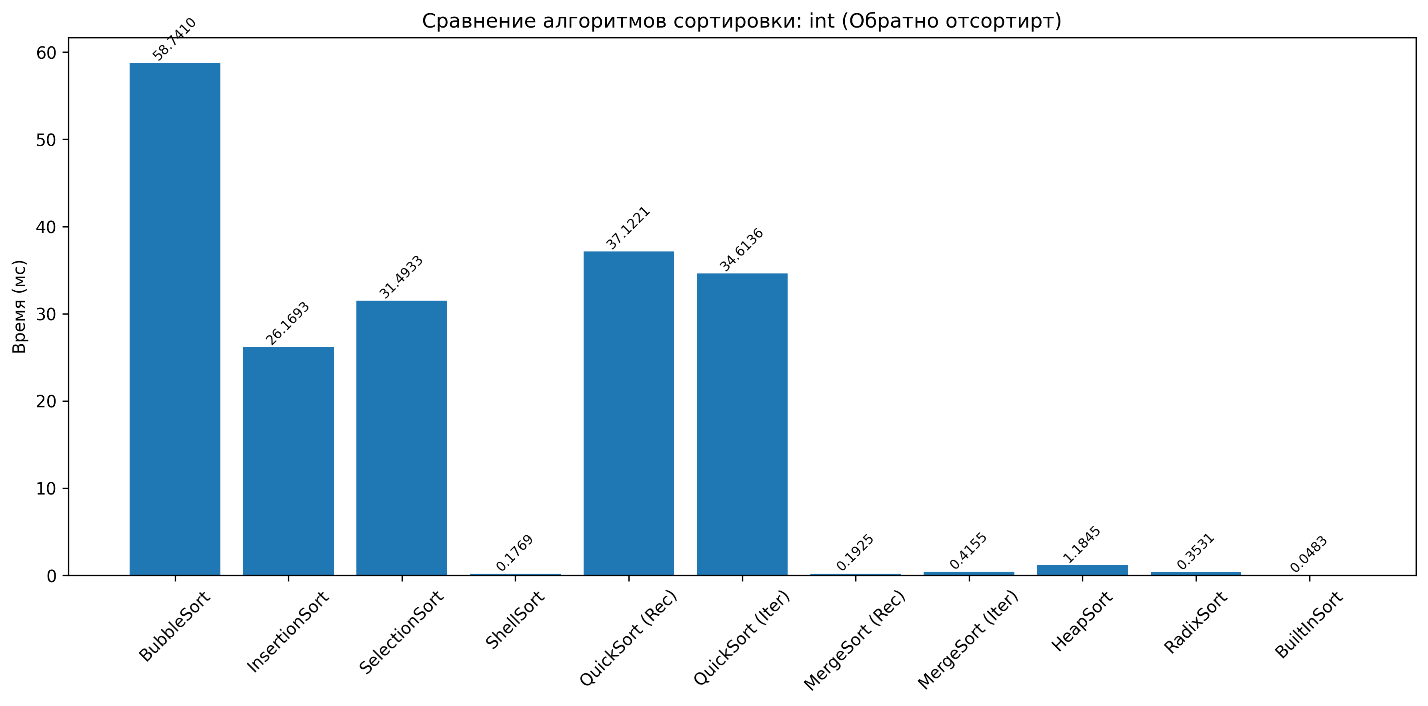 Сравнение алгоритмов сортировки: int (Обратно отсортирт)
Время (мс)
60
50
40
30
20
10
0
58.7410
26.1693
31.4933
0.1769
37.1221
34.6136
0.1925
0.4155
1.1845
0.3531
0.0483
BubbleSort
InsertionSort
SelectionSort
ShellSort
QuickSort (Rec)
QuickSort (Iter)
MergeSort (Rec)
MergeSort (Iter)
HeapSort
RadixSort
BuiltInSort